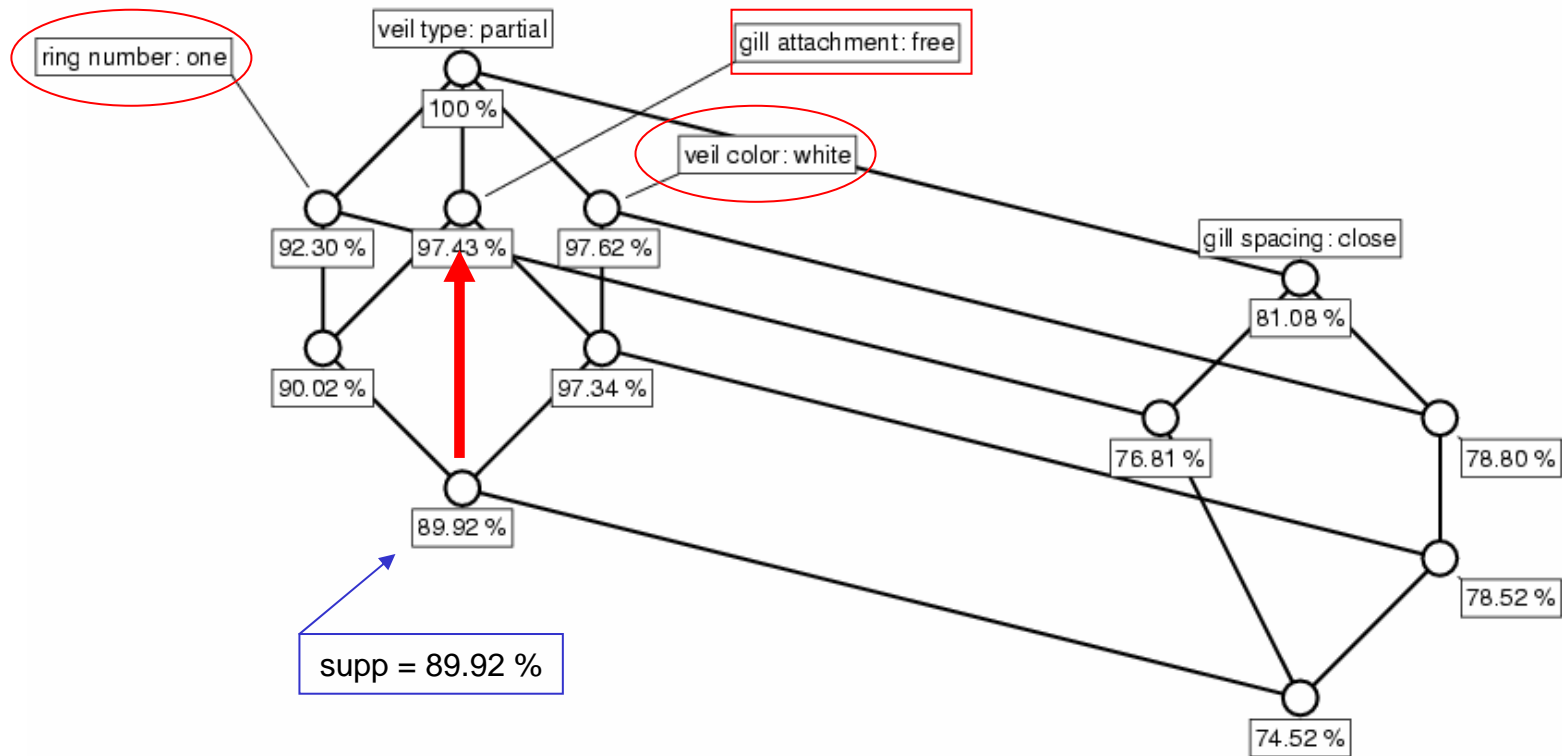 veil type: partial
ring number: one
gill attachment: free
100 %
veil color: white
92.30 %
97.43 %
97.62 %
gill spacing: close
81.08 %
90.02 %
97.34 %
76.81 %
78.80 %
89.92 %
78.52 %
supp = 89.92 %
74.52 %